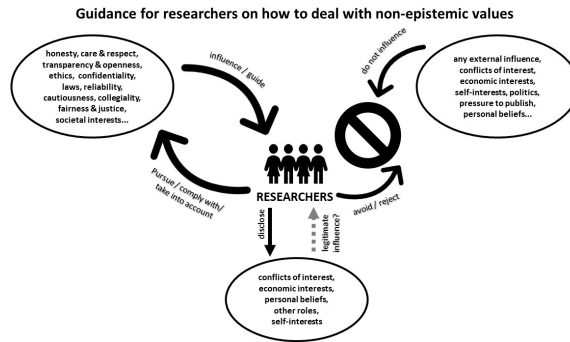 Guidance for researchers on how to deal with non-epistemic values
honesty, care & respect,
transparency & openness,
ethics, confidentiality,
laws, reliability,
cautiousness, collegiality,
fairness & justice,
societal interests...
influence / guide
do not influence
any external influence,
conflicts of interest,
economic interests,
self-interests, politics,
pressure to publish,
personal beliefs...
Pursue / comply with/
take into account
RESEARCHERS
avoid / reject
disclose
legitimate
influence?
conflicts of interest,
economic interests,
personal beliefs,
other roles,
self-interests